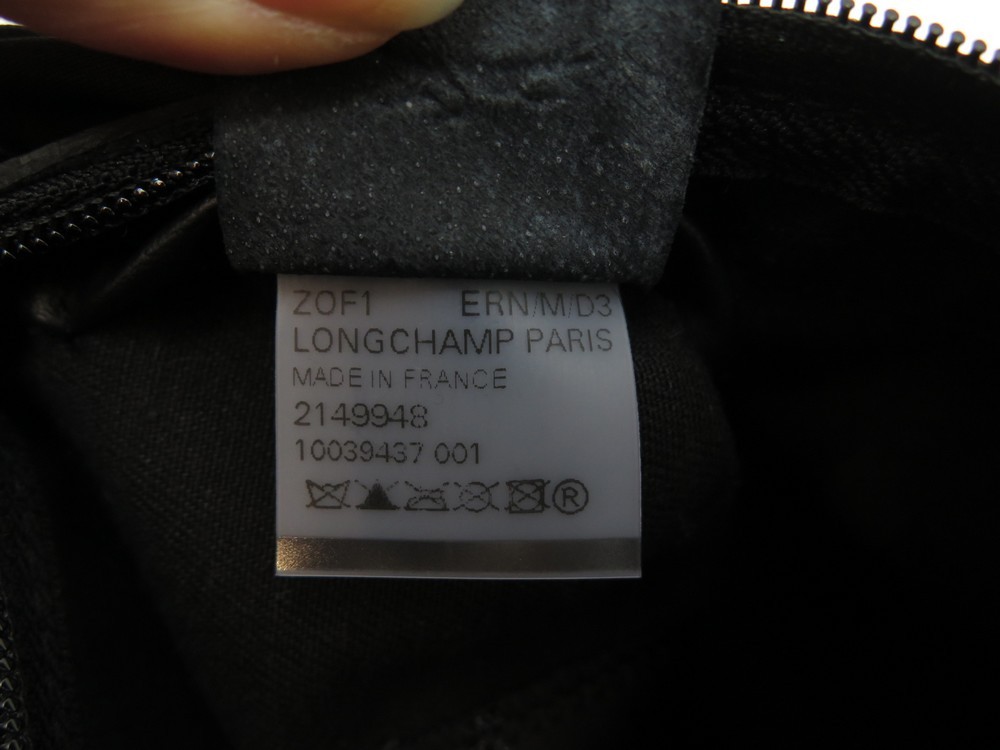 ZOF1 ERN/M/D3
LONGCHAMP PARIS
MADE IN FRANCE
2149948
10039437 001
®